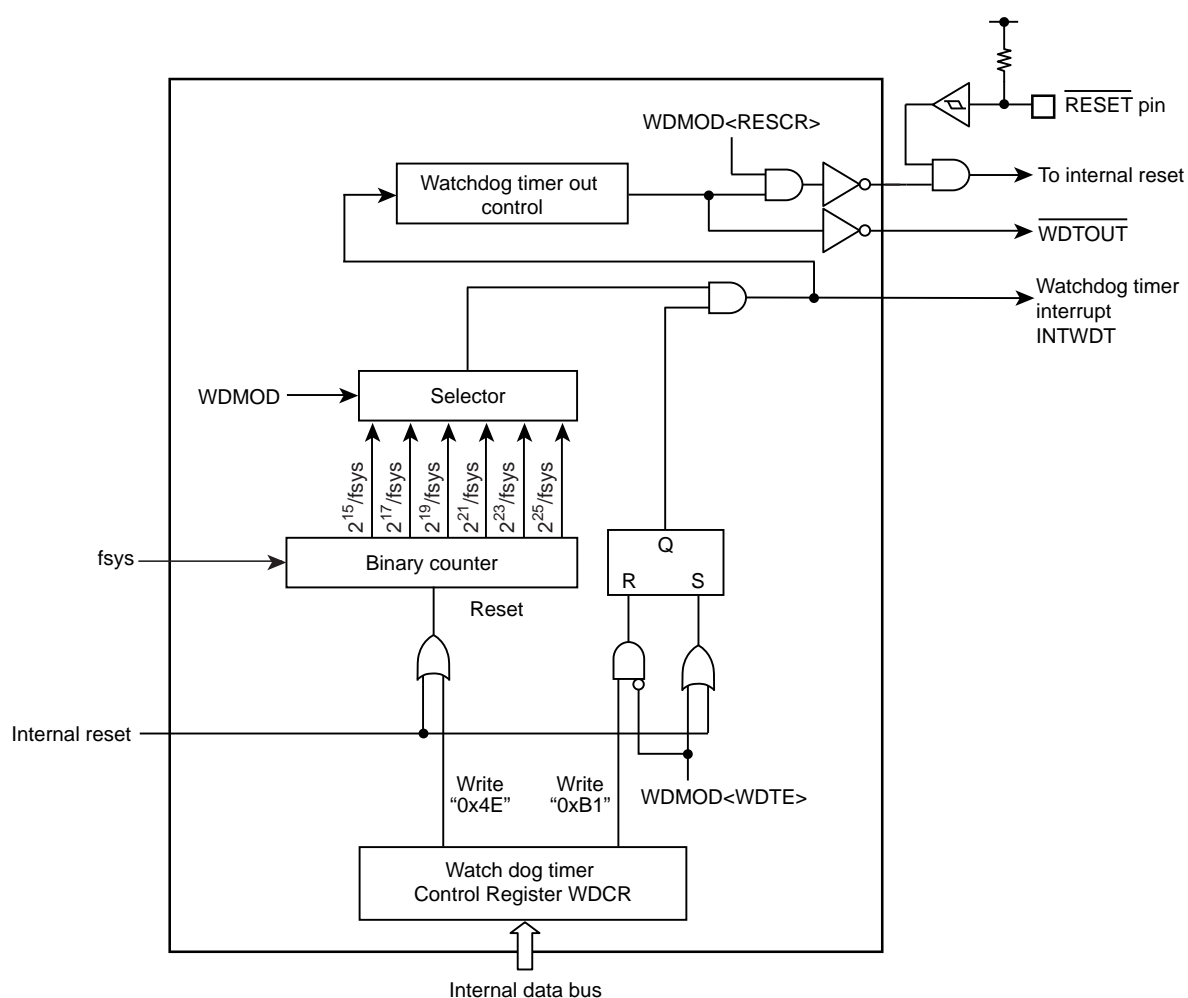 RESET pin
WDMOD<RESCR>
To internal reset
Watchdog timer out
control
WDTOUT
Watchdog timer
interrupt
INTWDT
WDMOD
Selector
2^15/fsys
2^17/fsys
2^19/fsys
2^21/fsys
2^23/fsys
2^25/fsys
fsys
Binary counter
Q
R
S
Reset
Internal reset
Write
“0x4E”
Write
“0xB1”
WDMOD<WDTE>
Watch dog timer
Control Register WDCR
Internal data bus